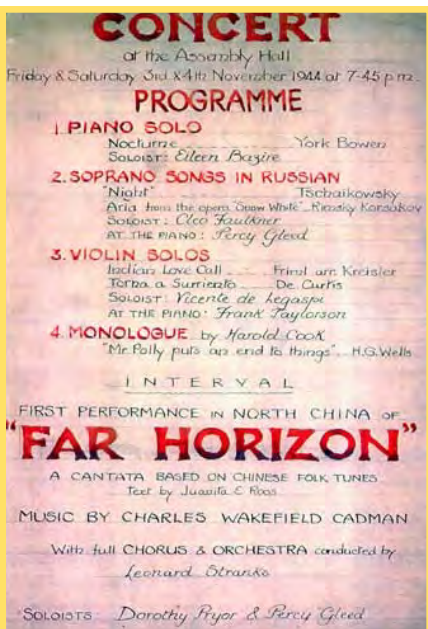 CONCERT
at the Assembly Hall
Friday & Saturday 3rd & 4th November 1944 at 7-45 p.m.
PROGRAMME
1. PIANO SOLO
Nocturne York Bowen
SOLOIST: Eileen Bazire
2. SOPRANO SONGS IN RUSSIAN
"Night" Tschaikowsky
Aria from the opera "Snow White" Rimsky Korsakov
SOLOIST: Cleo Faulkner
AT THE PIANO: Percy Gleed
3. VIOLIN SOLOS
Indian Love Call Friml arr. Kreisler
Torna a Surriento De Curtis
SOLOIST: Vicente de Legaspi
AT THE PIANO: Frank Taylorson
4. MONOLOGUE by Harold Cook
"Mr Polly puts an end to things" H.G. Wells
INTERVAL
FIRST PERFORMANCE IN NORTH CHINA OF
"FAR HORIZON"
A CANTATA BASED ON CHINESE FOLK TUNES
Text by Juanita E. Roos
MUSIC BY CHARLES WAKEFIELD CADMAN
With full CHORUS & ORCHESTRA conducted by
Leonard Stranks
SOLOISTS Dorothy Pryor & Percy Gleed